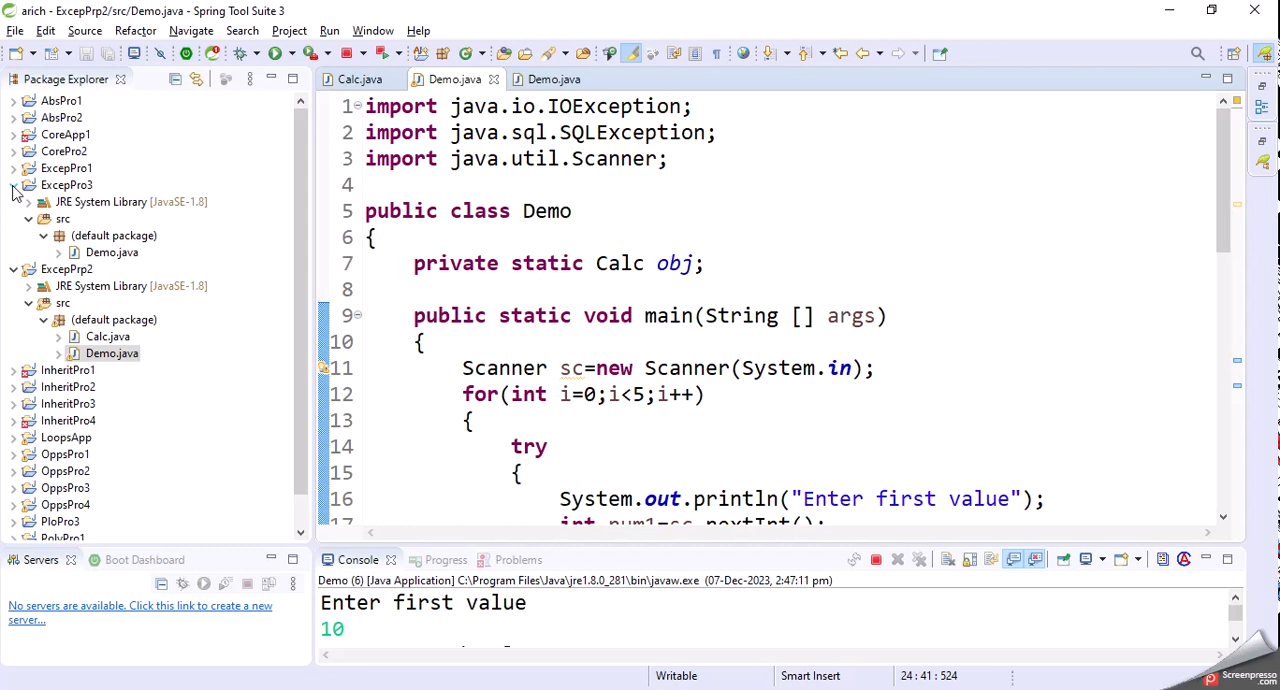 arich - ExcepPrp2/src/Demo.java - Spring Tool Suite 3
File Edit Source Refactor Navigate Search Project Run Window Help
Package Explorer
Calc.java
Demo.java
Demo.java
AbsPro1
AbsPro2
CoreApp1
CorePro2
ExcepPro1
ExcepPro3
JRE System Library [JavaSE-1.8]
src
(default package)
Demo.java
ExcepPrp2
JRE System Library [JavaSE-1.8]
src
(default package)
Calc.java
Demo.java
InheritPro1
InheritPro2
InheritPro3
InheritPro4
LoopsApp
OppsPro1
OppsPro2
OppsPro3
OppsPro4
PloPro3
PolyPro1
1 import java.io.IOException;
2 import java.sql.SQLException;
3 import java.util.Scanner;
4
5 public class Demo
6 {
7 private static Calc obj;
8
9 public static void main(String [] args)
10 {
11 Scanner sc=new Scanner(System.in);
12 for(int i=0;i<5;i++)
13 {
14 try
15 {
16 System.out.println("Enter first value");
17 int num1=sc.nextInt();
Servers
Boot Dashboard
No servers are available. Click this link to create a new
server...
Console
Progress
Problems
Demo (6) [Java Application] C:\Program Files\Java\jre1.8.0_281\bin\javaw.exe (07-Dec-2023, 2:47:11 pm)
Enter first value
10
Writable
Smart Insert
24 : 41 : 524
Screenpresso
.com